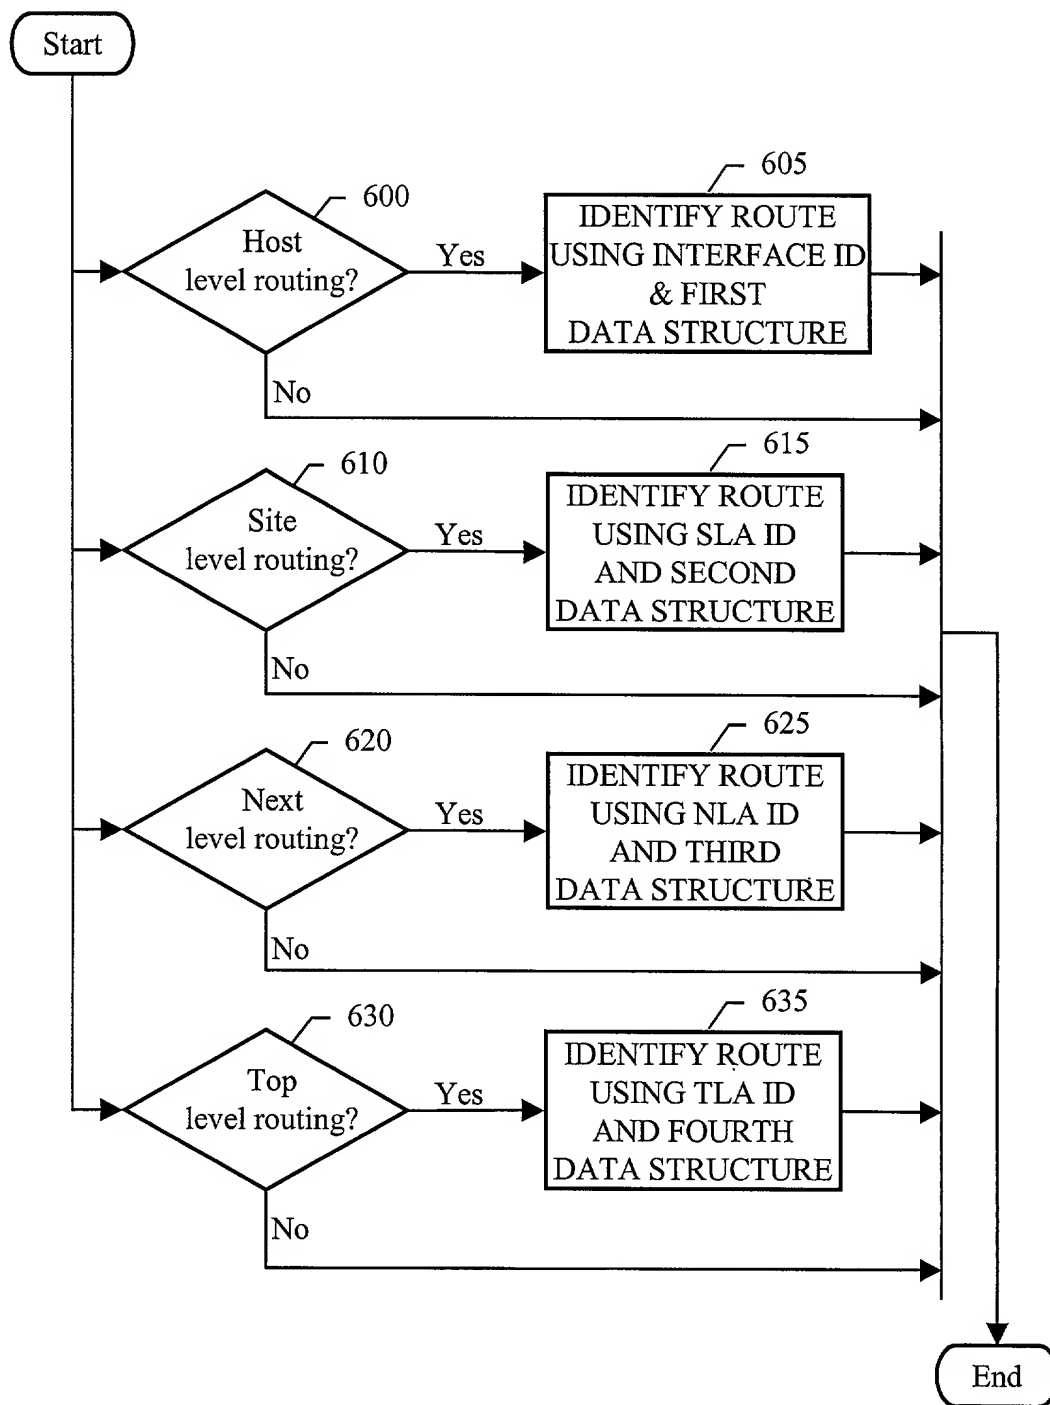 Start
600
605
Host
level routing?
Yes
IDENTIFY ROUTE
USING INTERFACE ID
& FIRST
DATA STRUCTURE
No
610
615
Site
level routing?
Yes
IDENTIFY ROUTE
USING SLA ID
AND SECOND
DATA STRUCTURE
No
620
625
Next
level routing?
Yes
IDENTIFY ROUTE
USING NLA ID
AND THIRD
DATA STRUCTURE
No
630
635
Top
level routing?
Yes
IDENTIFY ROUTE
USING TLA ID
AND FOURTH
DATA STRUCTURE
No
End